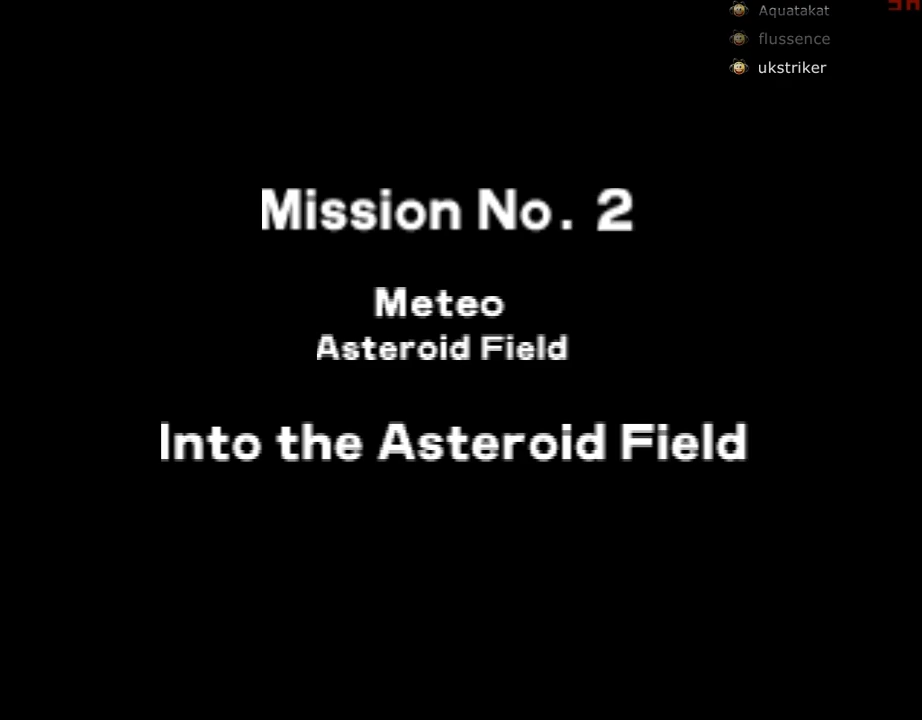 Aquatakat
flussence
ukstriker
Mission No. 2
Meteo
Asteroid Field
Into the Asteroid Field